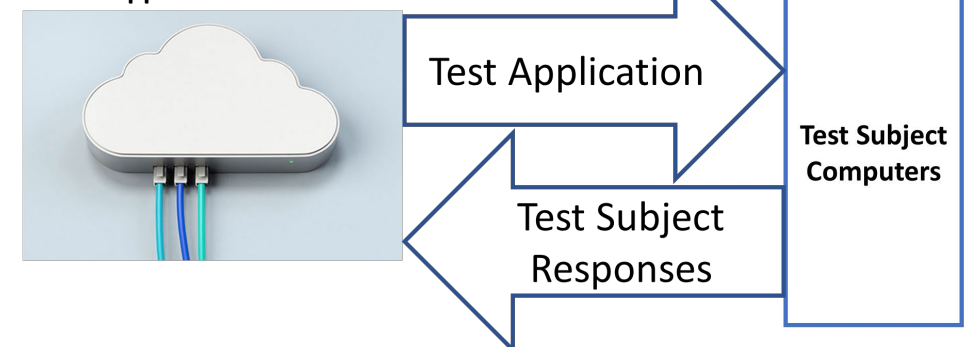 Test Application
Test Subject
Computers
Test Subject
Responses